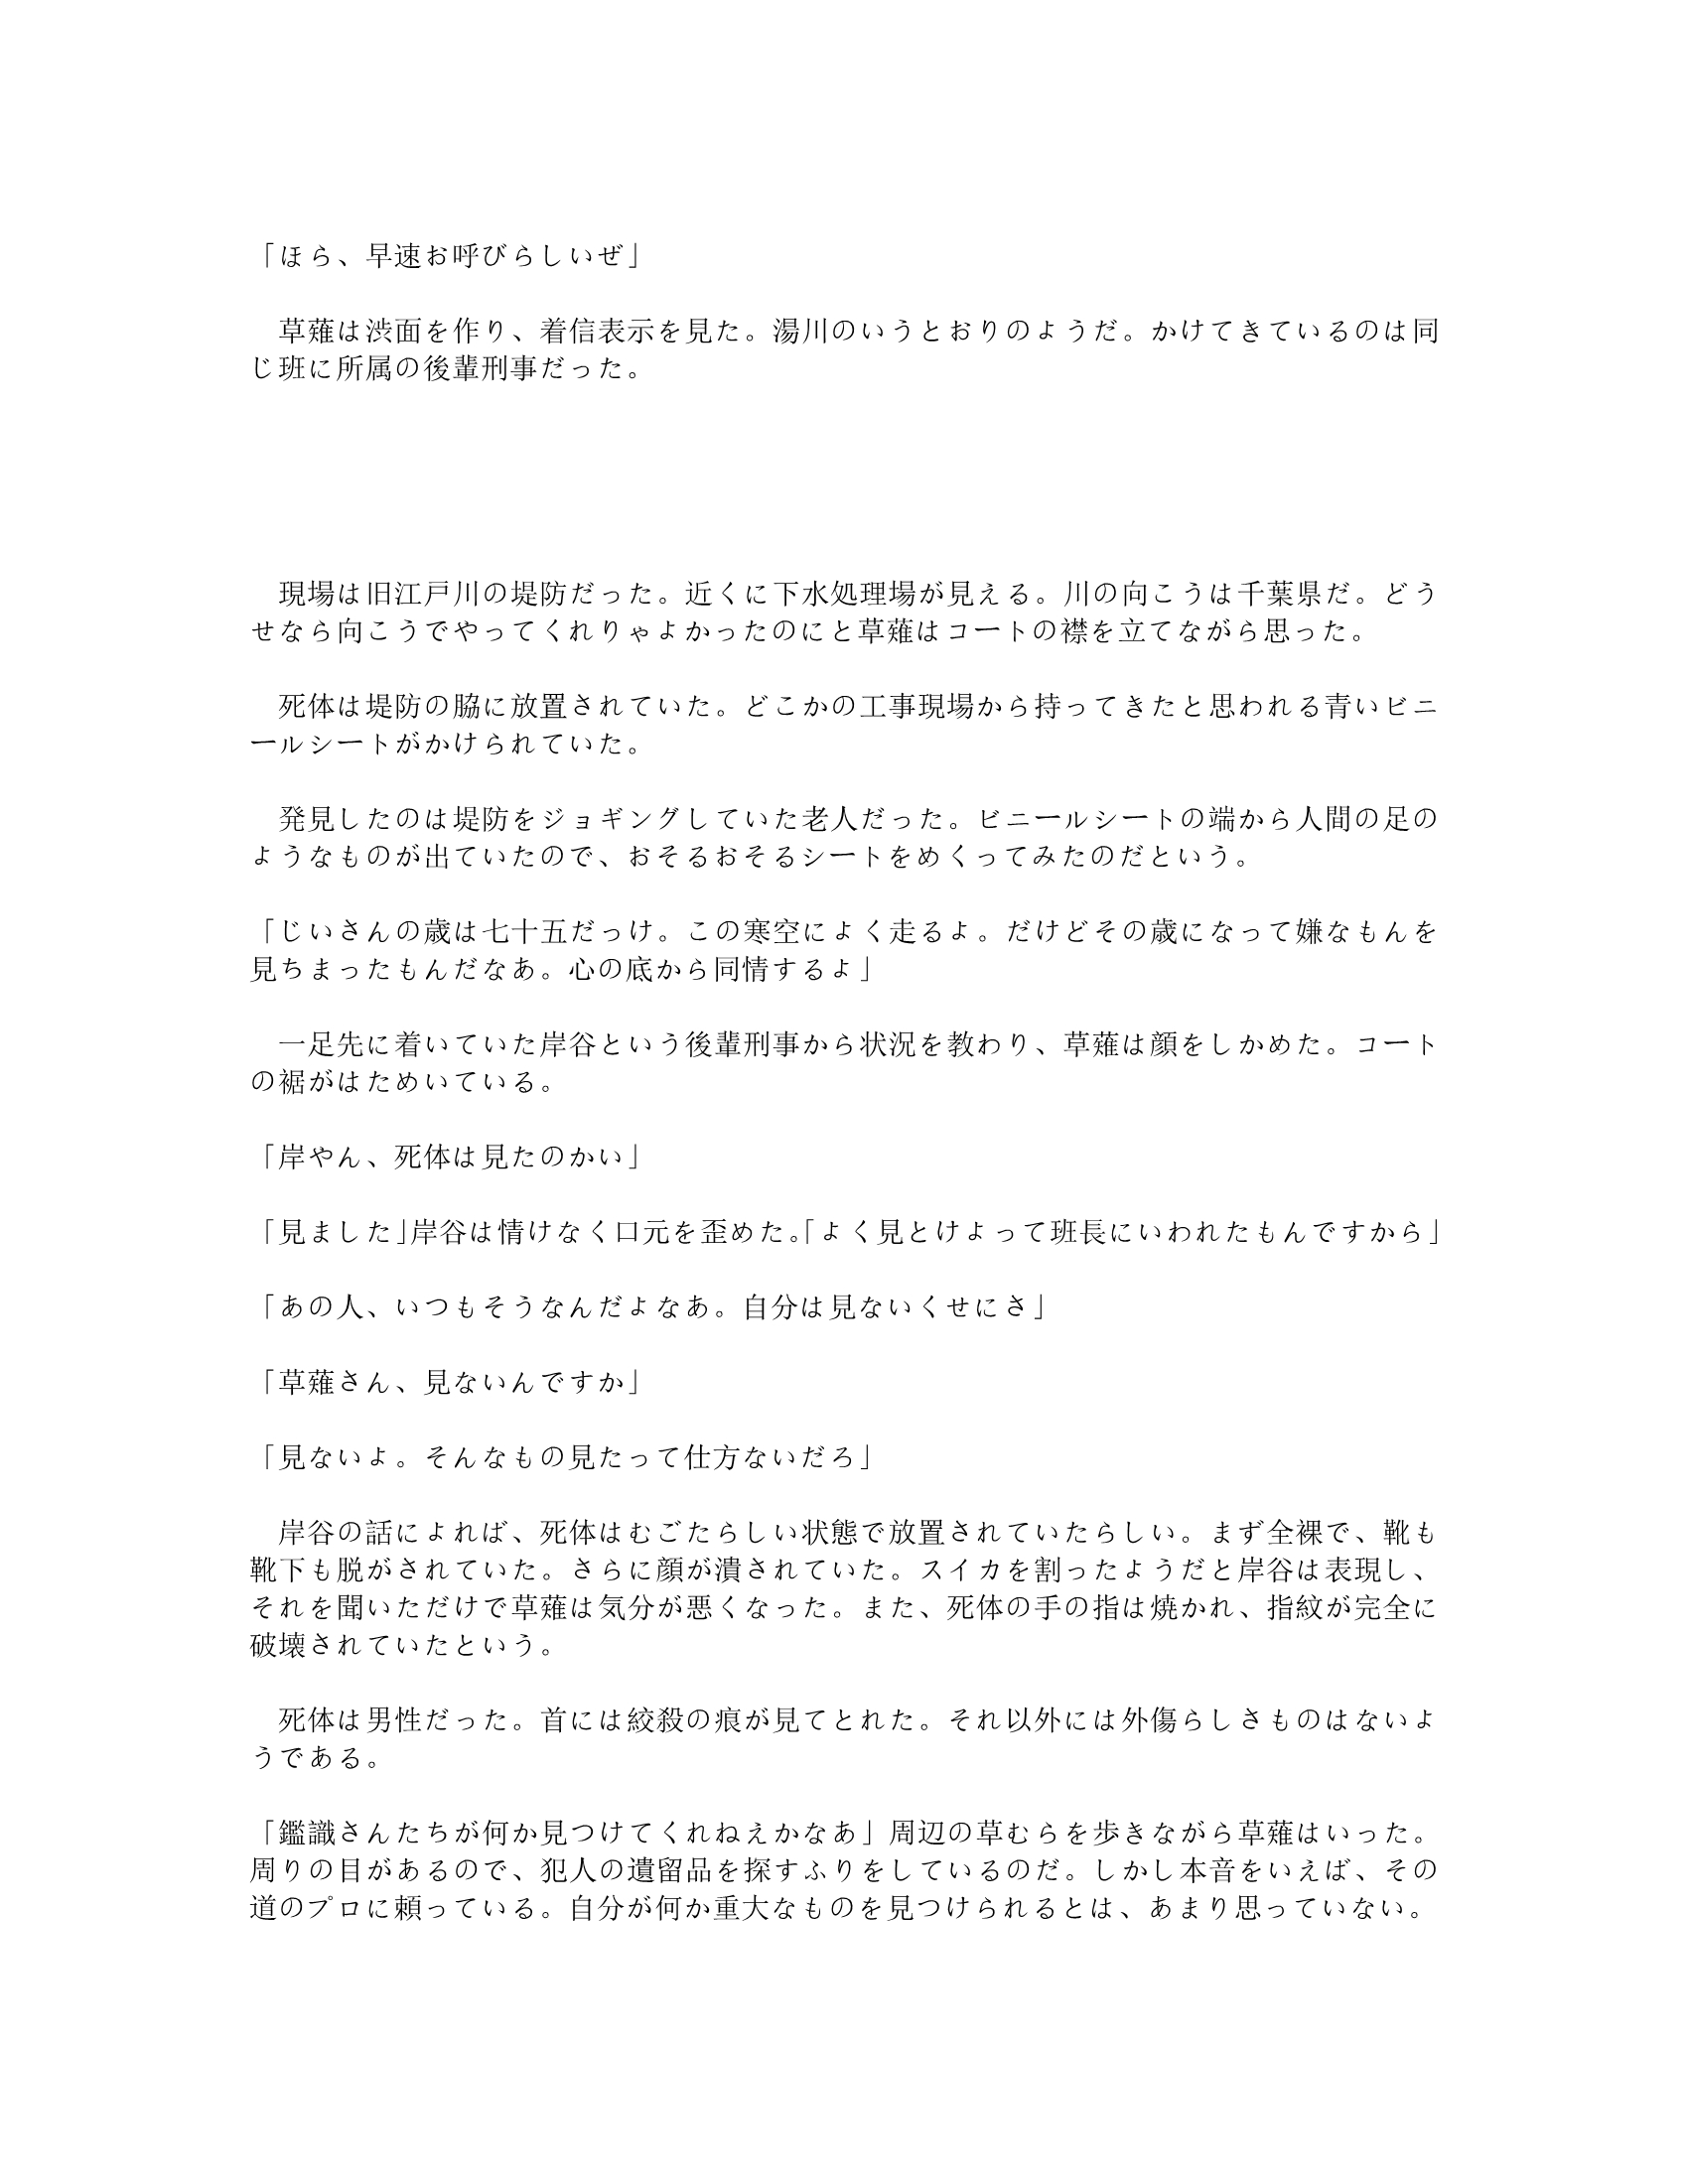 「ほら、早速お呼びらしいぜ」
　草薙は渋面を作り、着信表示を見た。湯川のいうとおりのようだ。かけてきているのは同
じ班に所属の後輩刑事だった。
　現場は旧江戸川の堤防だった。近くに下水処理場が見える。川の向こうは千葉県だ。どう
せなら向こうでやってくれりゃよかったのにと草薙はコートの襟を立てながら思った。
　死体は堤防の脇に放置されていた。どこかの工事現場から持ってきたと思われる青いビニ
ールシートがかけられていた。
　発見したのは堤防をジョギングしていた老人だった。ビニールシートの端から人間の足の
ようなものが出ていたので、おそるおそるシートをめくってみたのだという。
「じいさんの歳は七十五だっけ。この寒空によく走るよ。だけどその歳になって嫌なもんを
見ちまったもんだなあ。心の底から同情するよ」
　一足先に着いていた岸谷という後輩刑事から状況を教わり、草薙は顔をしかめた。コート
の裾がはためいている。
「岸やん、死体は見たのかい」
「見ました」岸谷は情けなく口元を歪めた。「よく見とけよって班長にいわれたもんですから」
「あの人、いつもそうなんだよなあ。自分は見ないくせにさ」
「草薙さん、見ないんですか」
「見ないよ。そんなもの見たって仕方ないだろ」
　岸谷の話によれば、死体はむごたらしい状態で放置されていたらしい。まず全裸で、靴も
靴下も脱がされていた。さらに顔が潰されていた。スイカを割ったようだと岸谷は表現し、
それを聞いただけで草薙は気分が悪くなった。また、死体の手の指は焼かれ、指紋が完全に
破壊されていたという。
　死体は男性だった。首には絞殺の痕が見てとれた。それ以外には外傷らしさものはないよ
うである。
「鑑識さんたちが何か見つけてくれねえかなあ」周辺の草むらを歩きながら草薙はいった。
周りの目があるので、犯人の遺留品を探すふりをしているのだ。しかし本音をいえば、その
道のプロに頼っている。自分が何か重大なものを見つけられるとは、あまり思っていない。